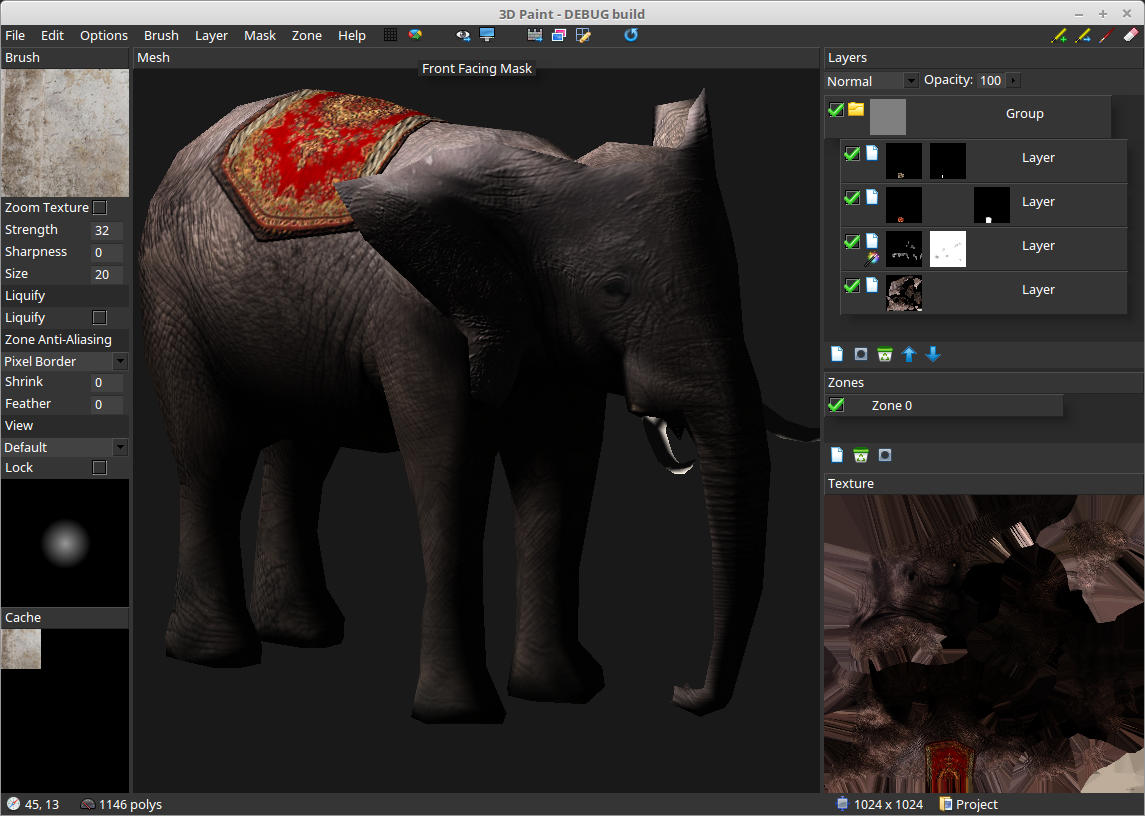 3D Paint - DEBUG build
File Edit Options Brush Layer Mask Zone Help
Brush
Mesh
Front Facing Mask
Zoom Texture
Strength 32
Sharpness 0
Size 20
Liquify
Liquify
Zone Anti-Aliasing
Pixel Border
Shrink 0
Feather 0
View
Default
Lock
Cache
Layers
Normal Opacity: 100
Group
Layer
Layer
Layer
Layer
Zones
Zone 0
Texture
45, 13 1146 polys 1024 x 1024 Project